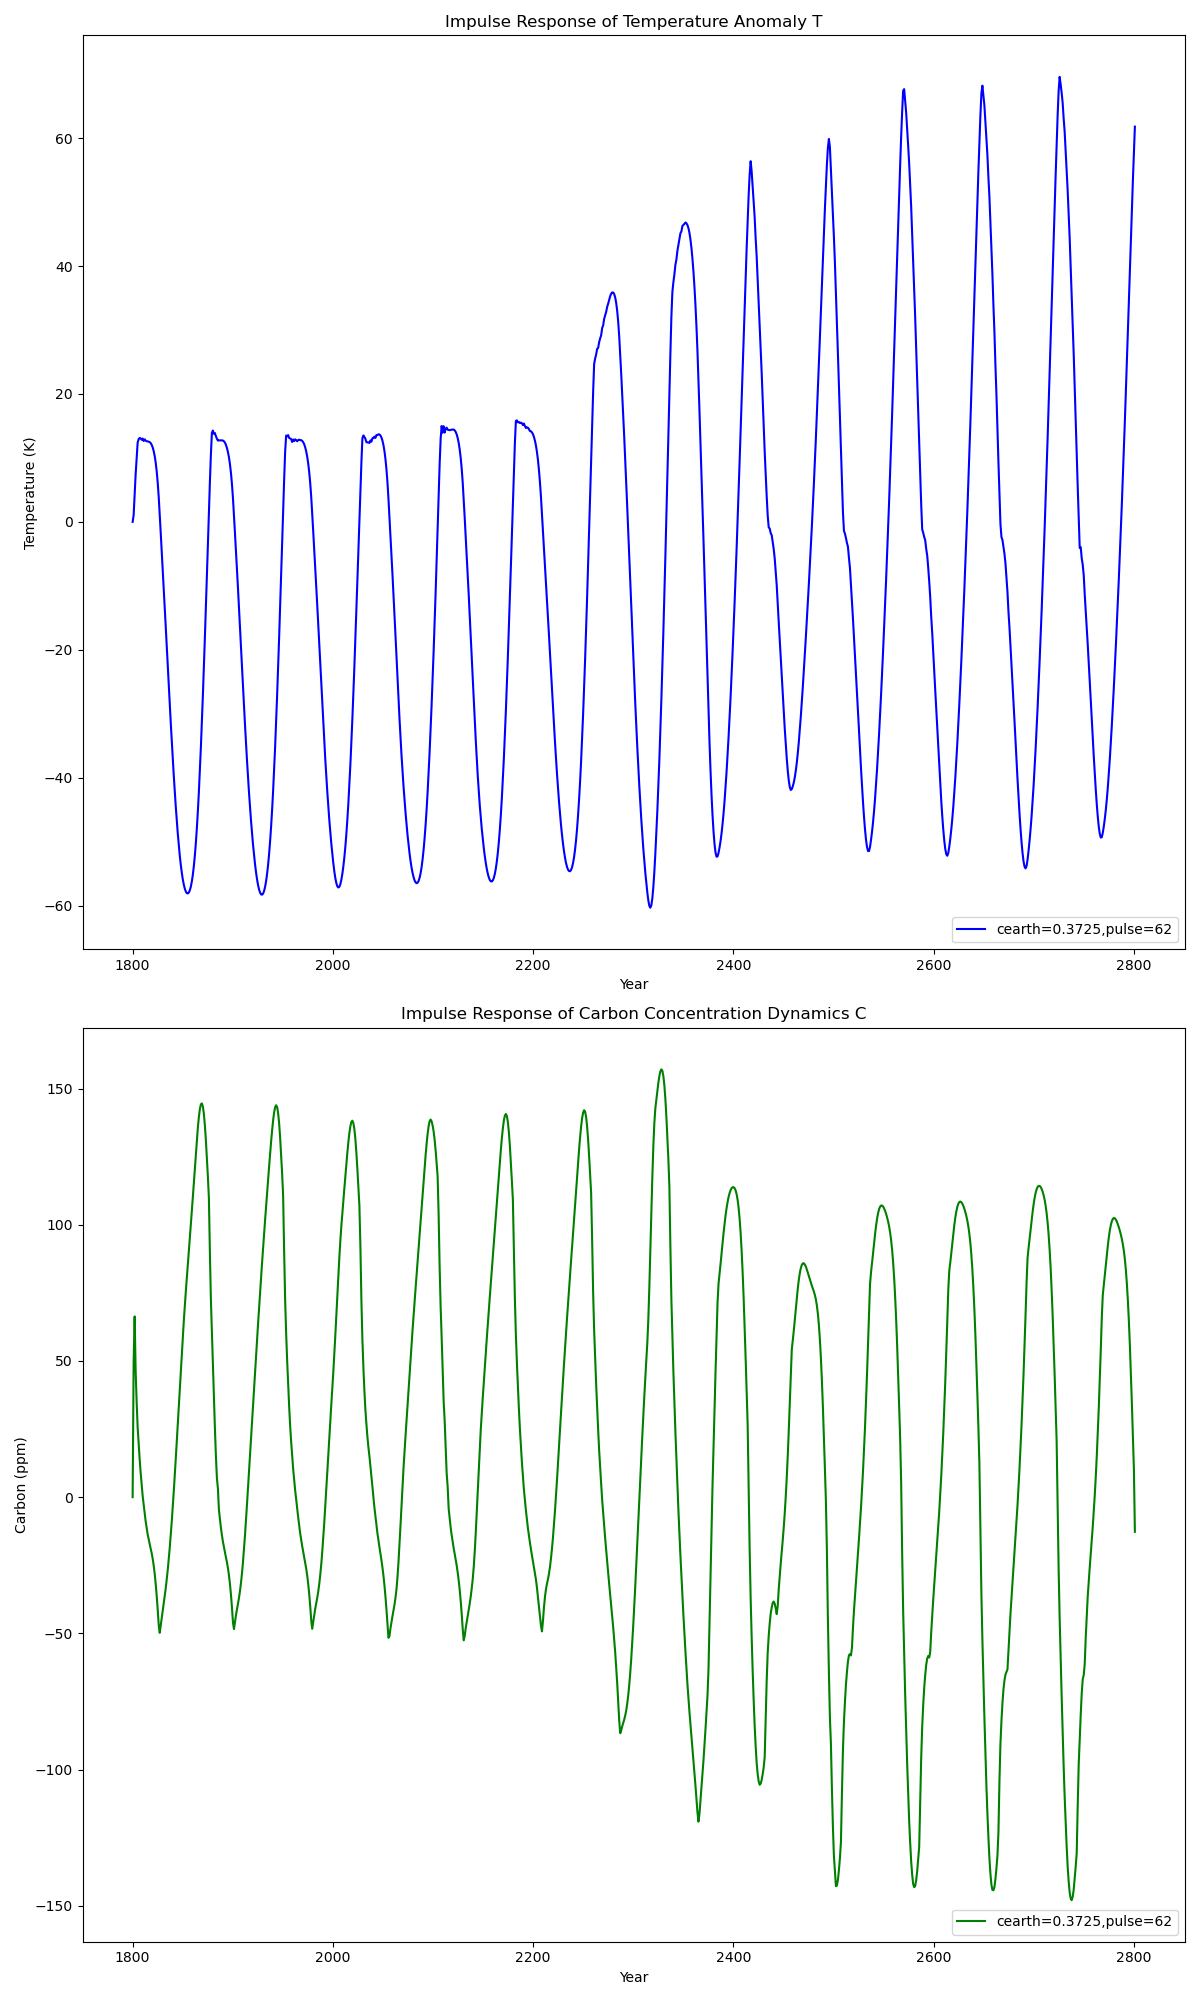 Impulse Response of Temperature Anomaly T
Temperature (K)
60
40
20
0
−20
−40
−60
cearth=0.3725,pulse=62
1800 2000 2200 2400 2600 2800
Year
Impulse Response of Carbon Concentration Dynamics C
Carbon (ppm)
150
100
50
0
−50
−100
−150
cearth=0.3725,pulse=62
1800 2000 2200 2400 2600 2800
Year